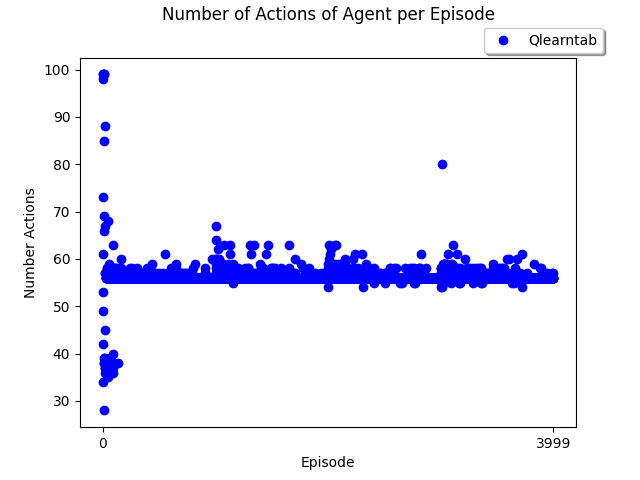 Number of Actions of Agent per Episode
Qlearntab
100
90
80
70
60
50
40
30
Number Actions
0
3999
Episode